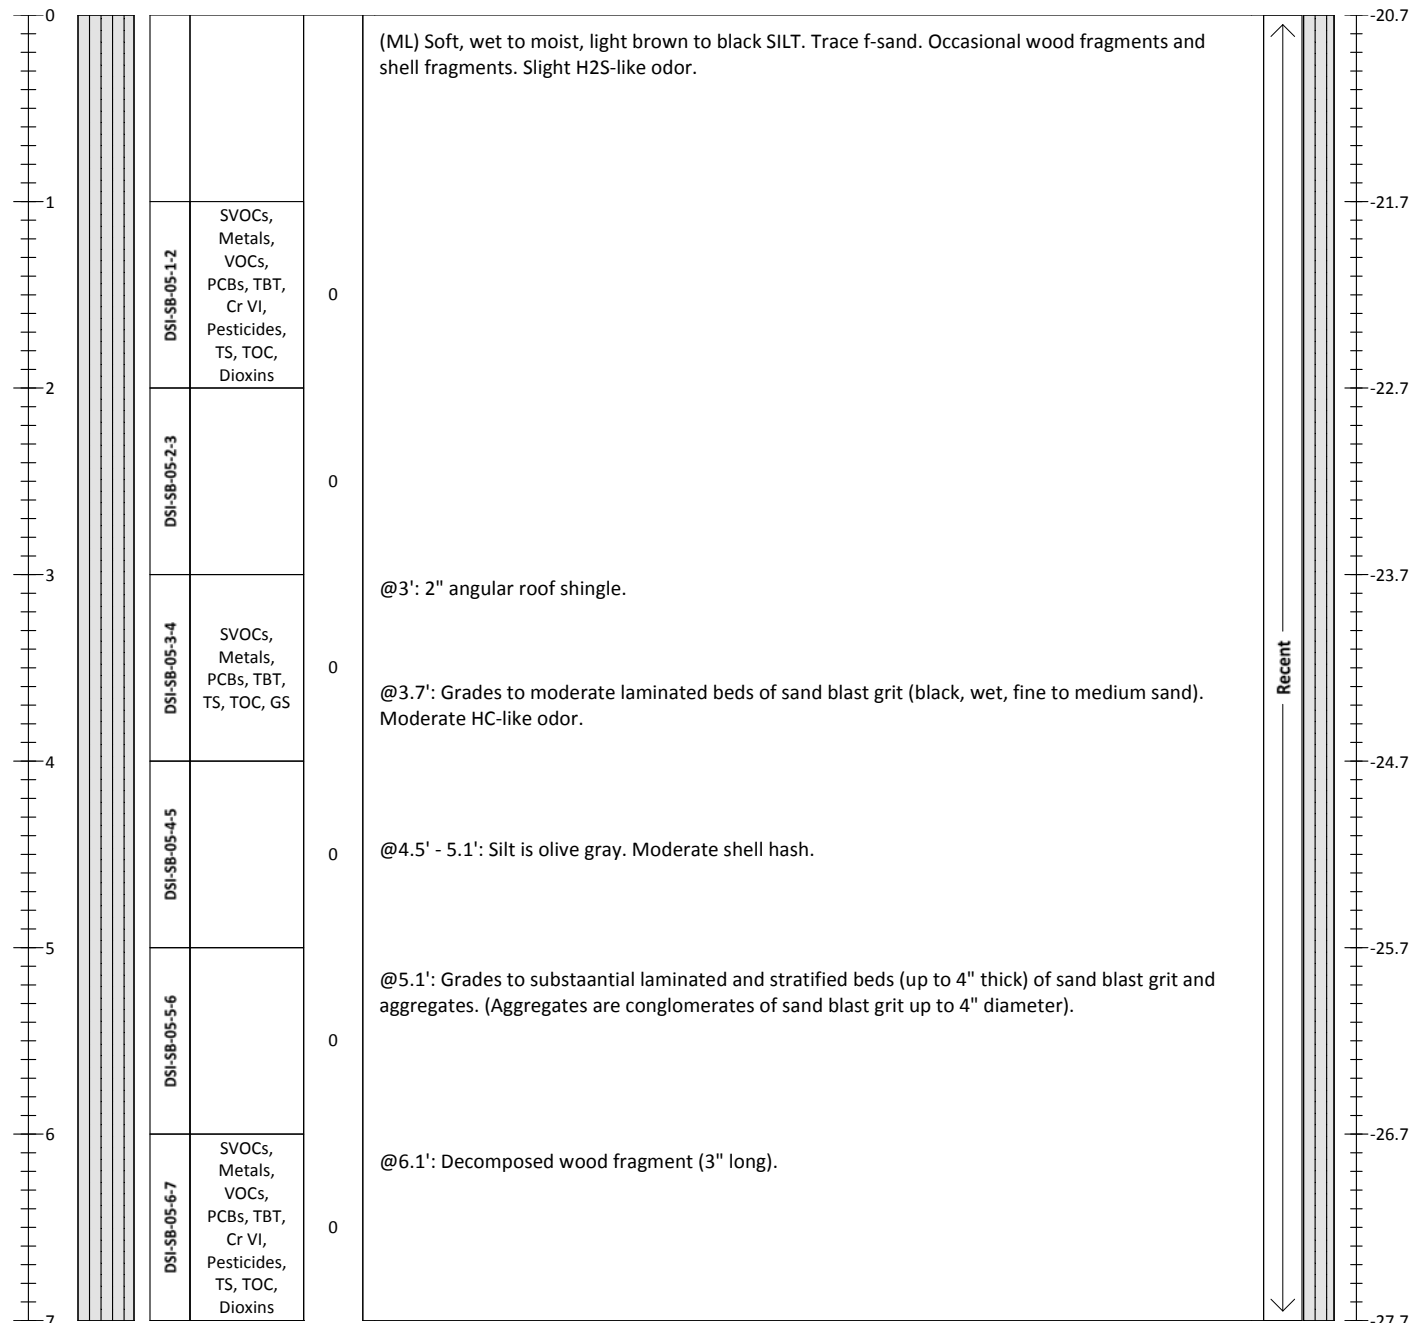 0
-20.7
(ML) Soft, wet to moist, light brown to black SILT. Trace f-sand. Occasional wood fragments and
shell fragments. Slight H2S-like odor.
1
-21.7
DSI-SB-05-1-2
SVOCs,
Metals,
VOCs,
PCBs, TBT,
Cr VI,
Pesticides,
TS, TOC,
Dioxins
0
2
-22.7
DSI-SB-05-2-3
0
3
-23.7
@3': 2" angular roof shingle.
DSI-SB-05-3-4
SVOCs,
Metals,
PCBs, TBT,
TS, TOC, GS
0
Recent
@3.7': Grades to moderate laminated beds of sand blast grit (black, wet, fine to medium sand).
Moderate HC-like odor.
4
-24.7
DSI-SB-05-4-5
0
@4.5' - 5.1': Silt is olive gray. Moderate shell hash.
5
-25.7
@5.1': Grades to substaantial laminated and stratified beds (up to 4" thick) of sand blast grit and
aggregates. (Aggregates are conglomerates of sand blast grit up to 4" diameter).
DSI-SB-05-5-6
0
6
-26.7
@6.1': Decomposed wood fragment (3" long).
DSI-SB-05-6-7
SVOCs,
Metals,
VOCs,
PCBs, TBT,
Cr VI,
Pesticides,
TS, TOC,
Dioxins
0
7
-27.7